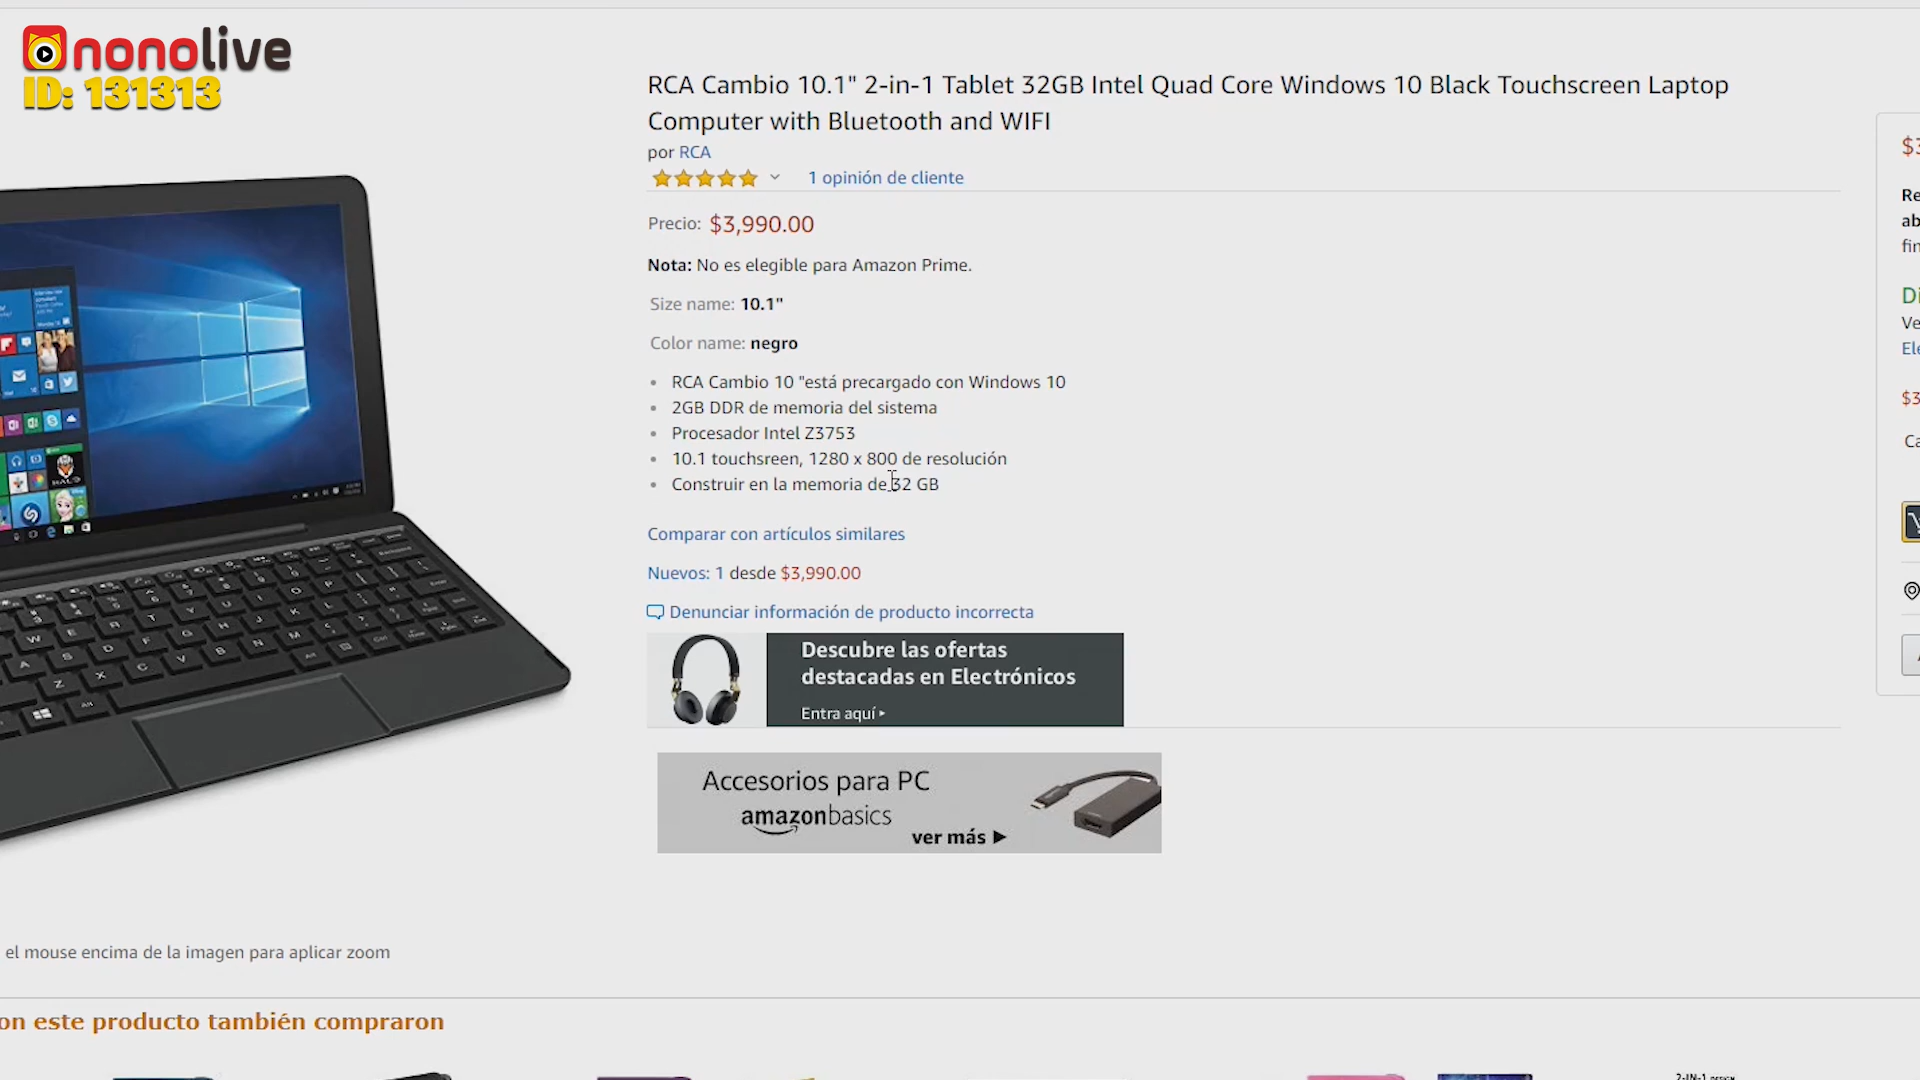 nonolive
ID: 131313
RCA Cambio 10.1" 2-in-1 Tablet 32GB Intel Quad Core Windows 10 Black Touchscreen Laptop
Computer with Bluetooth and WIFI
por RCA
1 opinión de cliente
Precio: $3,990.00
Nota: No es elegible para Amazon Prime.
Size name: 10.1"
Color name: negro
RCA Cambio 10 "está precargado con Windows 10
2GB DDR de memoria del sistema
Procesador Intel Z3753
10.1 touchsreen, 1280 x 800 de resolución
Construir en la memoria de 32 GB
Comparar con artículos similares
Nuevos: 1 desde $3,990.00
Denunciar información de producto incorrecta
Descubre las ofertas
destacadas en Electrónicos
Entra aquí
Accesorios para PC
amazonbasics
ver más
el mouse encima de la imagen para aplicar zoom
on este producto también compraron